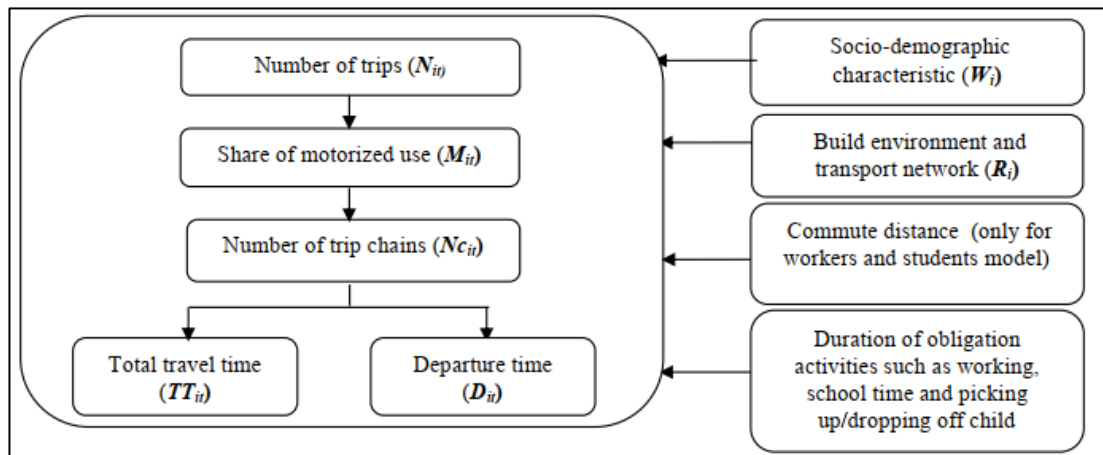 Number of trips (Nit)
Share of motorized use (Mit)
Number of trip chains (Ncit)
Total travel time
(TTit)
Departure time
(Dit)
Socio-demographic
characteristic (Wi)
Build environment and
transport network (Ri)
Commute distance (only for
workers and students model)
Duration of obligation
activities such as working,
school time and picking
up/dropping off child